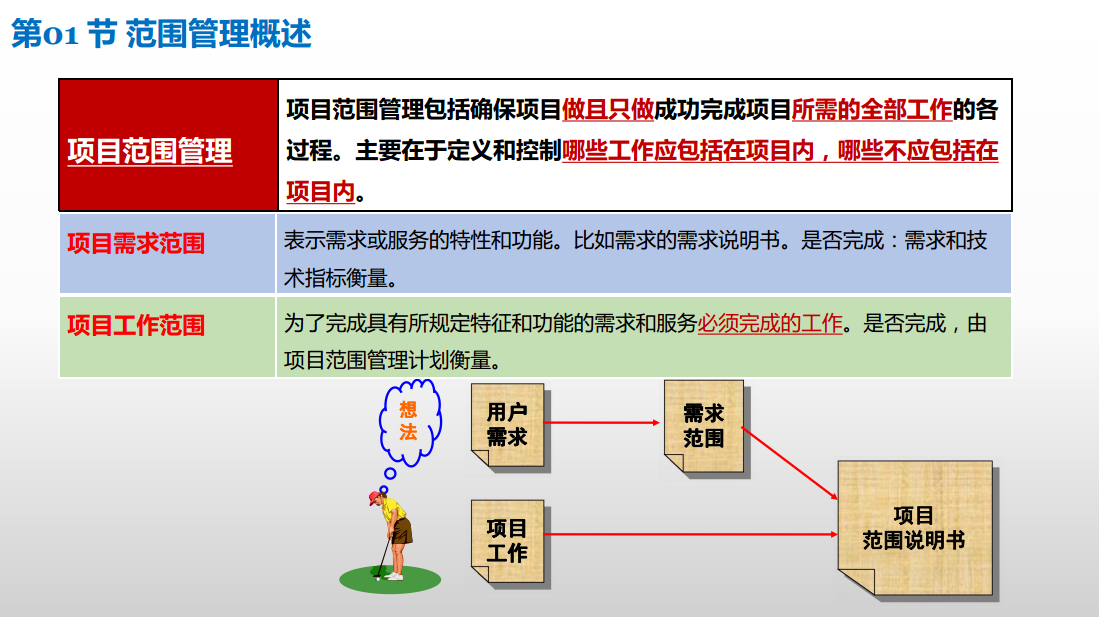 第01 节 范围管理概述
项目范围管理
项目范围管理包括确保项目做且只做成功完成项目所需的全部工作的各
过程。主要在于定义和控制哪些工作应包括在项目内，哪些不应包括在
项目内。
项目需求范围
表示需求或服务的特性和功能。比如需求的需求说明书。是否完成：需求和技
术指标衡量。
项目工作范围
为了完成具有所规定特征和功能的需求和服务必须完成的工作。是否完成，由
项目范围管理计划衡量。
想
法
用户
需求
需求
范围
项目
工作
项目
范围说明书